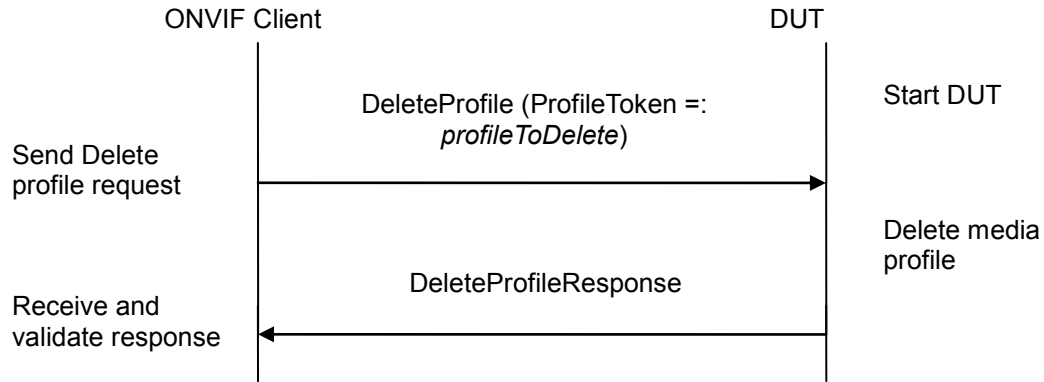 ONVIF Client
DUT
Start DUT
DeleteProfile (ProfileToken =:
profileToDelete)
Send Delete
profile request
Delete media
profile
DeleteProfileResponse
Receive and
validate response